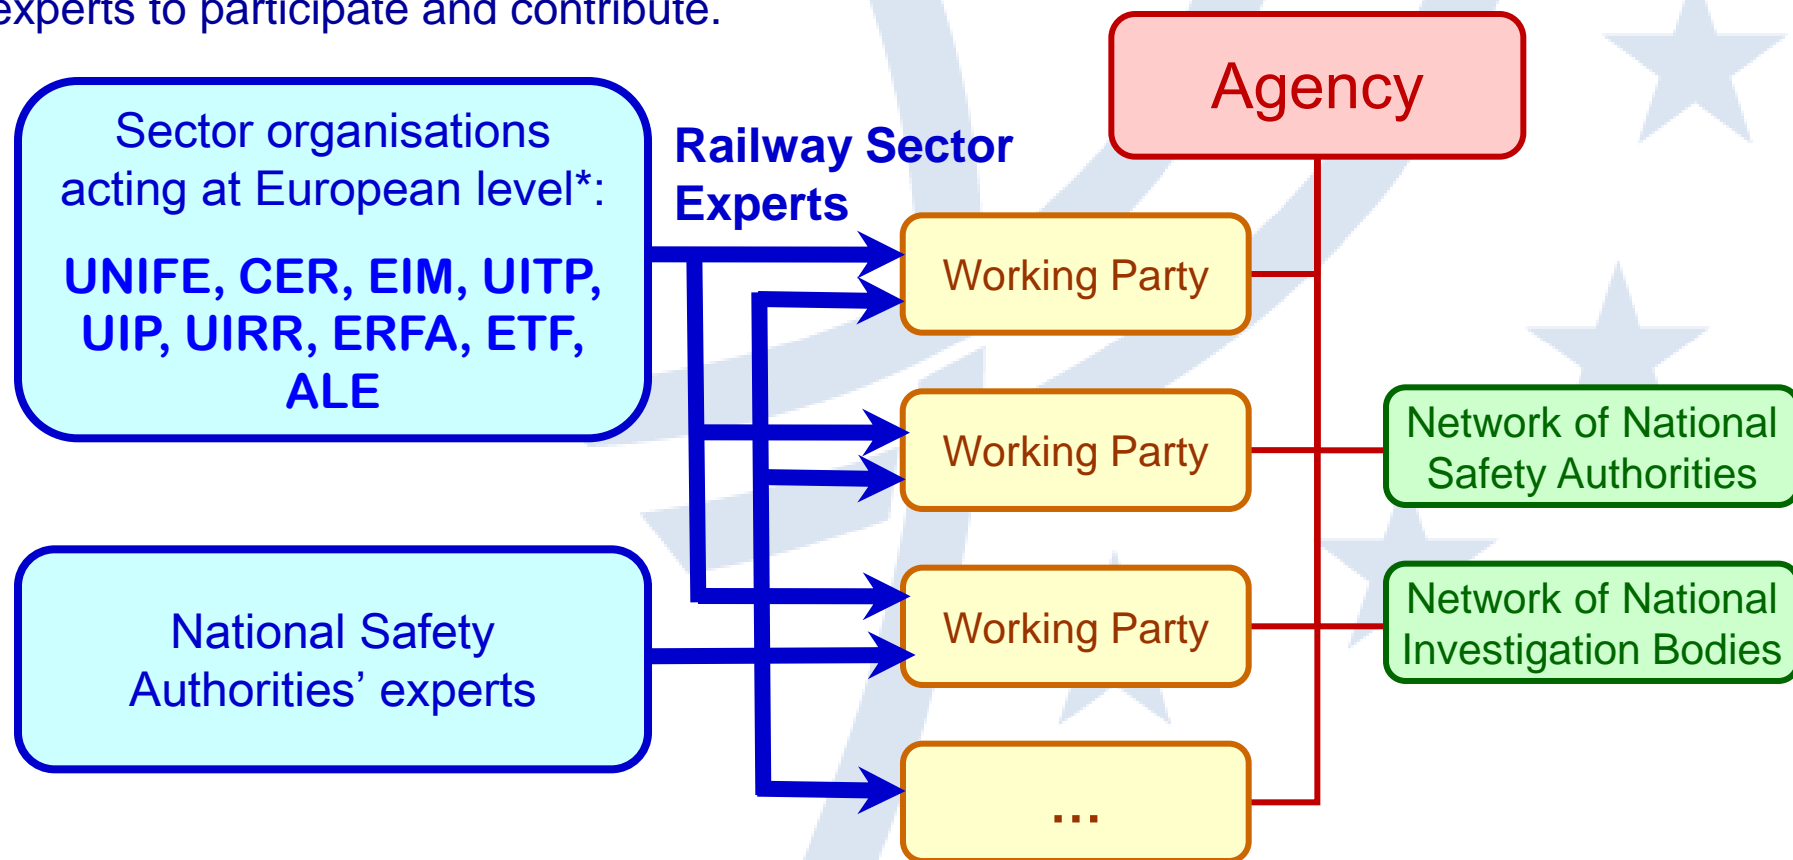 experts to participate and contribute.
Agency
Sector organisations
acting at European level*:
UNIFE, CER, EIM, UITP,
UIP, UIRR, ERFA, ETF,
ALE
Railway Sector
Experts
Working Party
Working Party
Network of National
Safety Authorities
National Safety
Authorities’ experts
Working Party
Network of National
Investigation Bodies
...